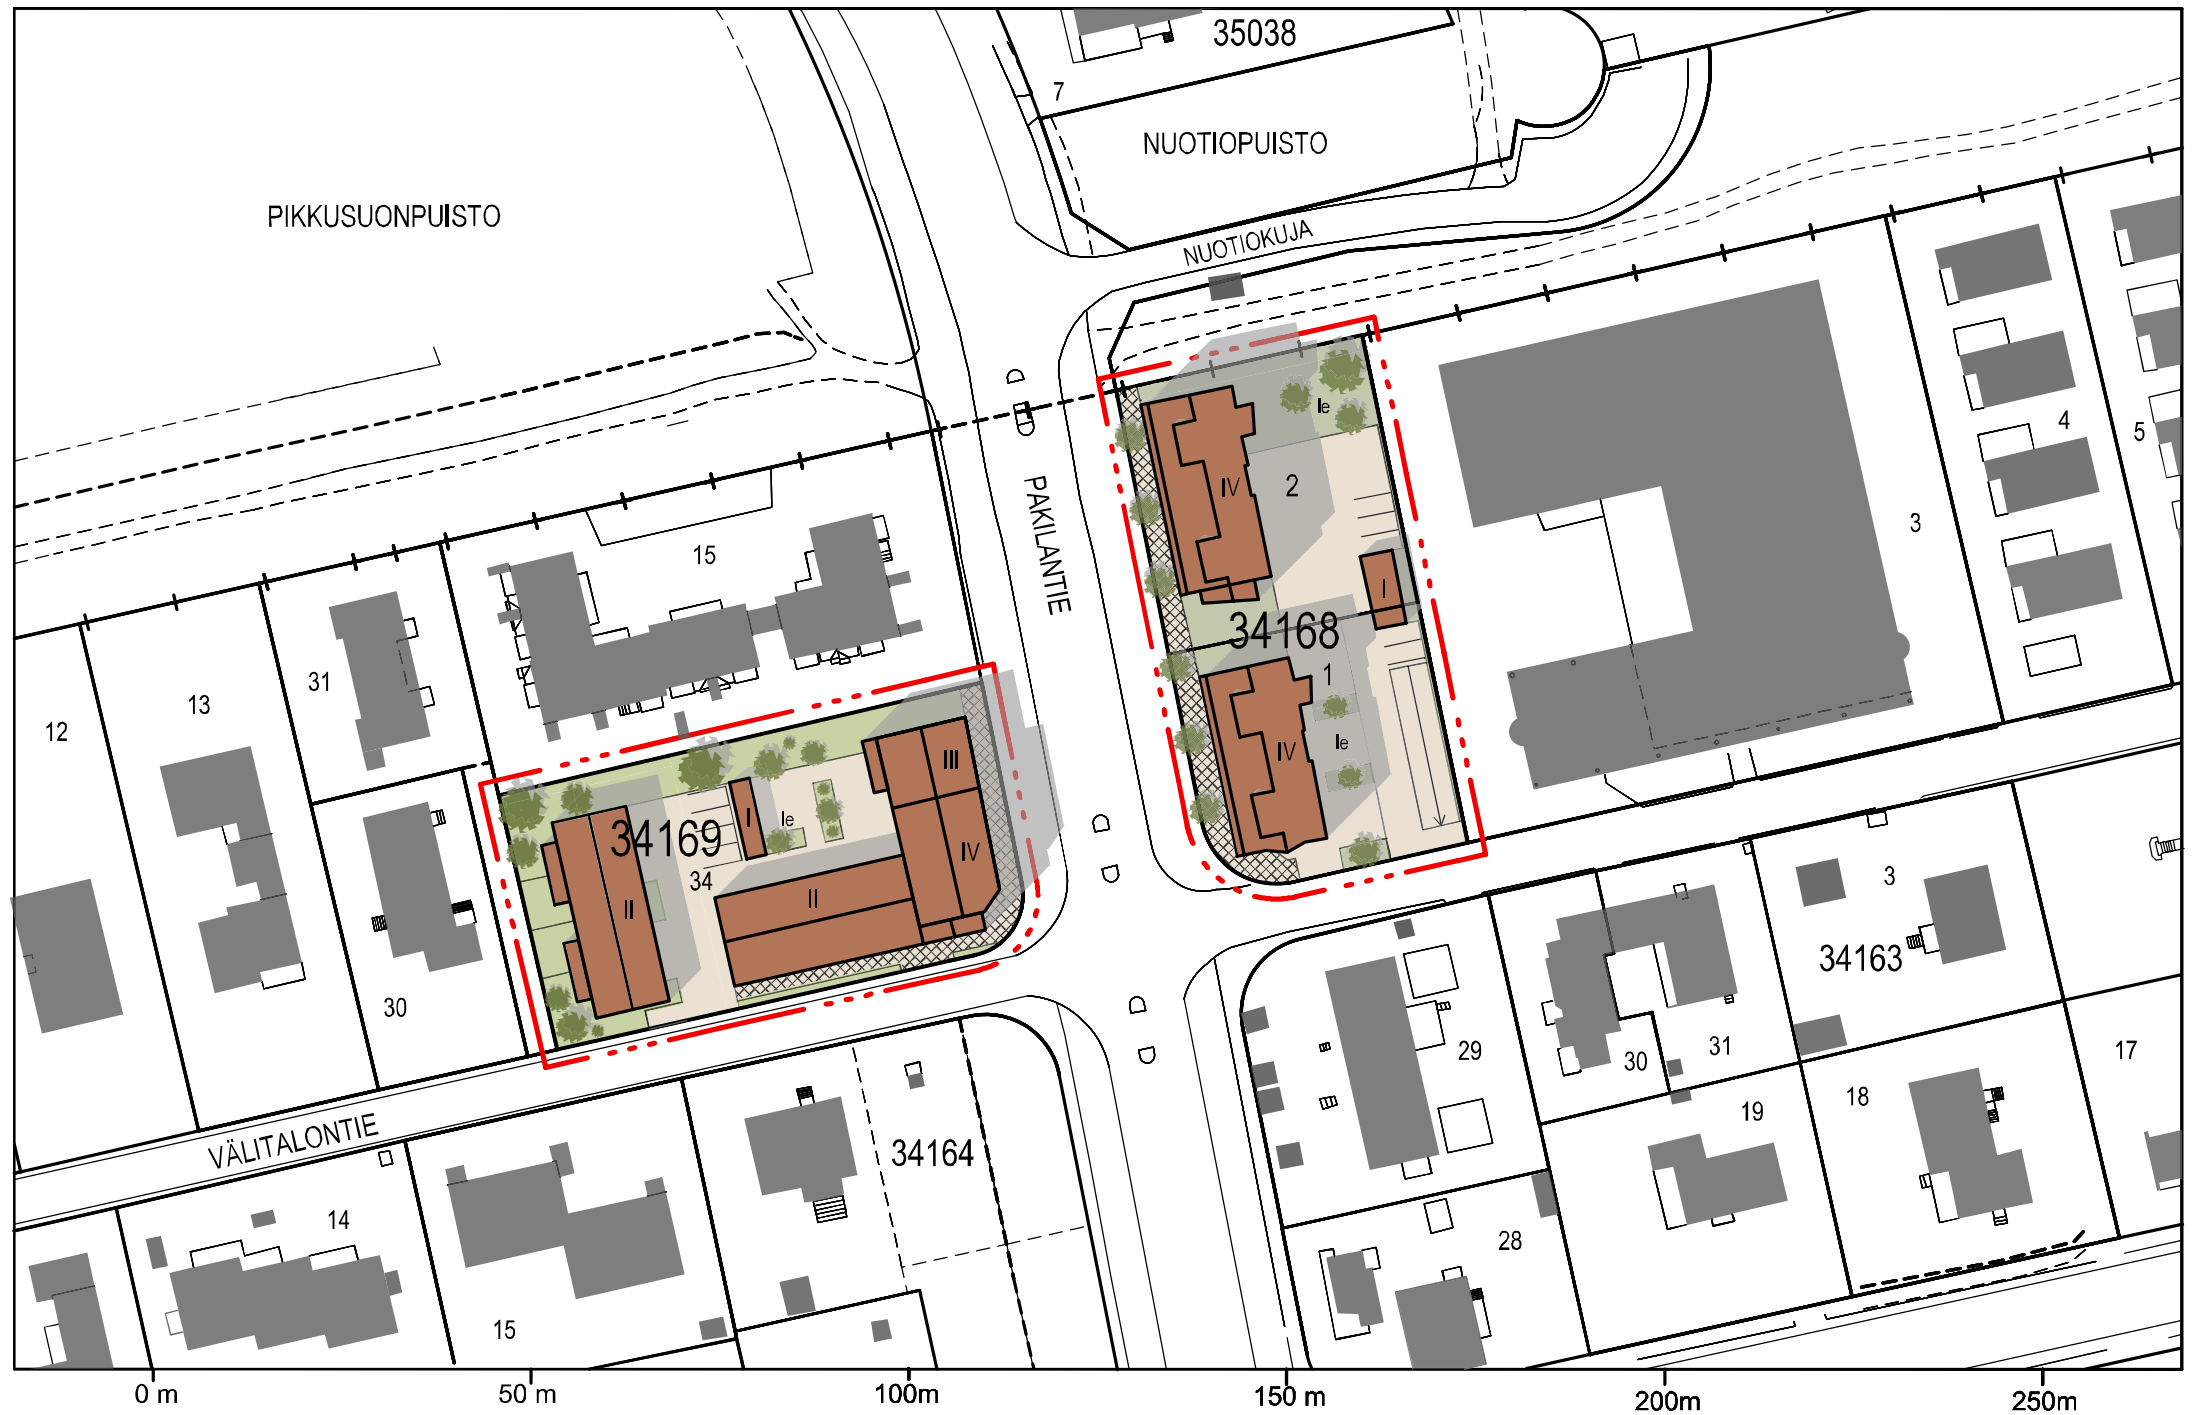 35038
7
NUOTIOPUISTO
PIKKUSUONPUISTO
NUOTIOKUJA
PAKILANTIE
Ie
4
5
IV
2
3
15
I
34168
31
13
12
1
IV
Ie
III
34169
I
Ie
IV
34
II
II
30
3
34163
29
30
31
17
18
19
VÄLITALONTIE
34164
14
28
15
0 m
50 m
100m
150 m
200m
250m